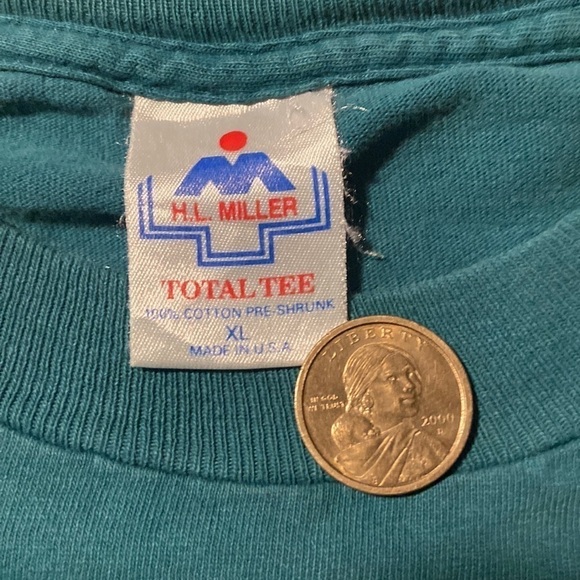 H.L. MILLER
TOTAL TEE
100% COTTON PRE-SHRUNK
XL
MADE IN U.S.A.
LIBERTY
IN GOD
WE TRUST
2000